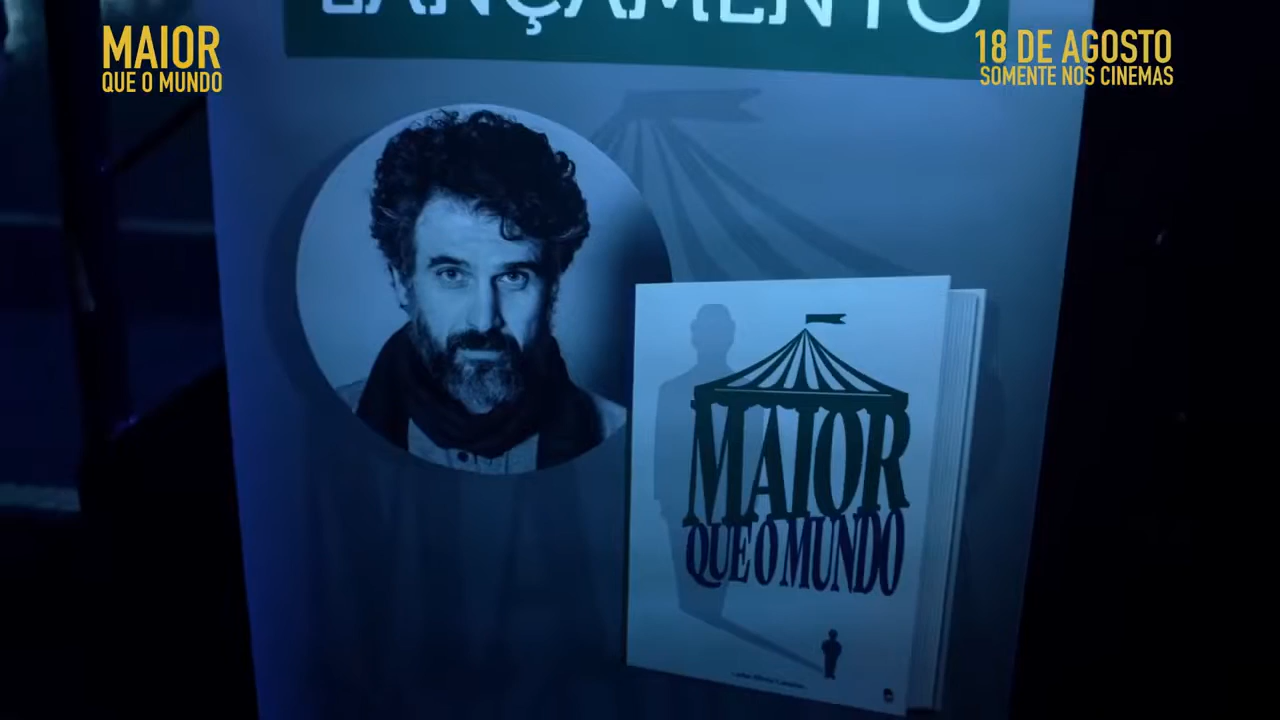 LANÇAMENTO
MAIOR
QUE O MUNDO
18 DE AGOSTO
SOMENTE NOS CINEMAS
MAIOR
QUE O MUNDO